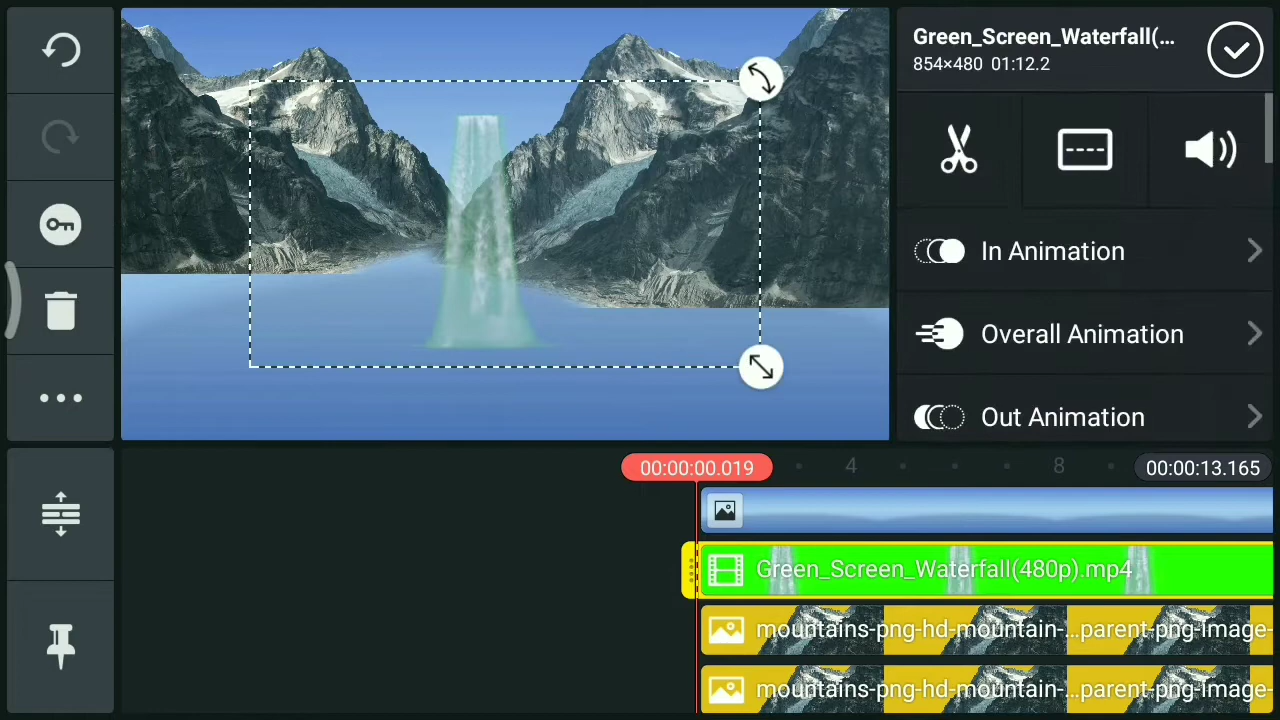 Green_Screen_Waterfall(...
854×480 01:12.2
In Animation
Overall Animation
Out Animation
00:00:00.019
4
8
00:00:13.165
Green_Screen_Waterfall(480p).mp4
mountains-png-hd-mountain-...parent-png-Image-
mountains-png-hd-mountain-...parent-png-Image-